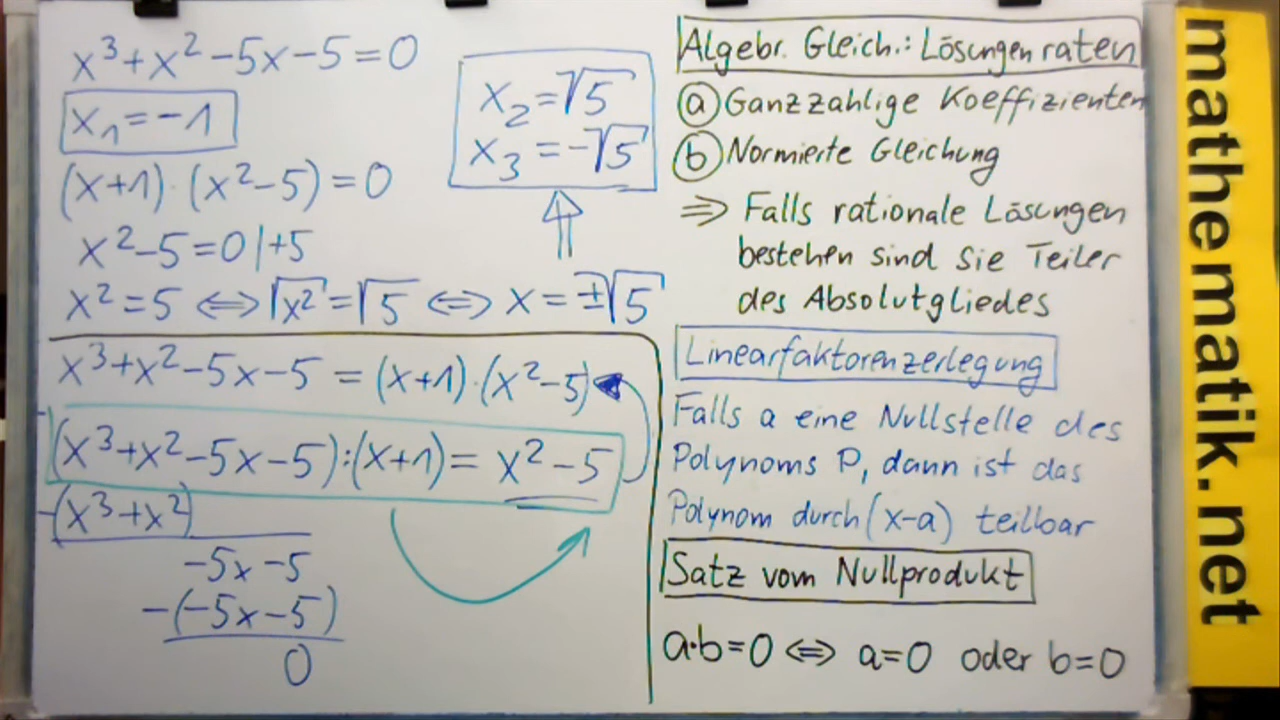 x³+x²-5x-5=0
x₁=-1
(x+1)·(x²-5)=0
x²-5=0|+5
x²=5 ⇔ √x²=√5 ⇔ x=±√5
x₂=√5
x₃=-√5
x³+x²-5x-5=(x+1)·(x²-5)
(x³+x²-5x-5):(x+1)=x²-5
-(x³+x²)
-5x-5
-(-5x-5)
0
Algebr. Gleich.: Lösungen raten
ⓐ Ganzzahlige Koeffizienten
ⓑ Normierte Gleichung
⇒ Falls rationale Lösungen
bestehen sind sie Teiler
des Absolutgliedes
Linearfaktorenzerlegung
Falls a eine Nullstelle des
Polynoms P, dann ist das
Polynom durch (x-a) teilbar
Satz vom Nullprodukt
a·b=0 ⇔ a=0 oder b=0
mathematik.net